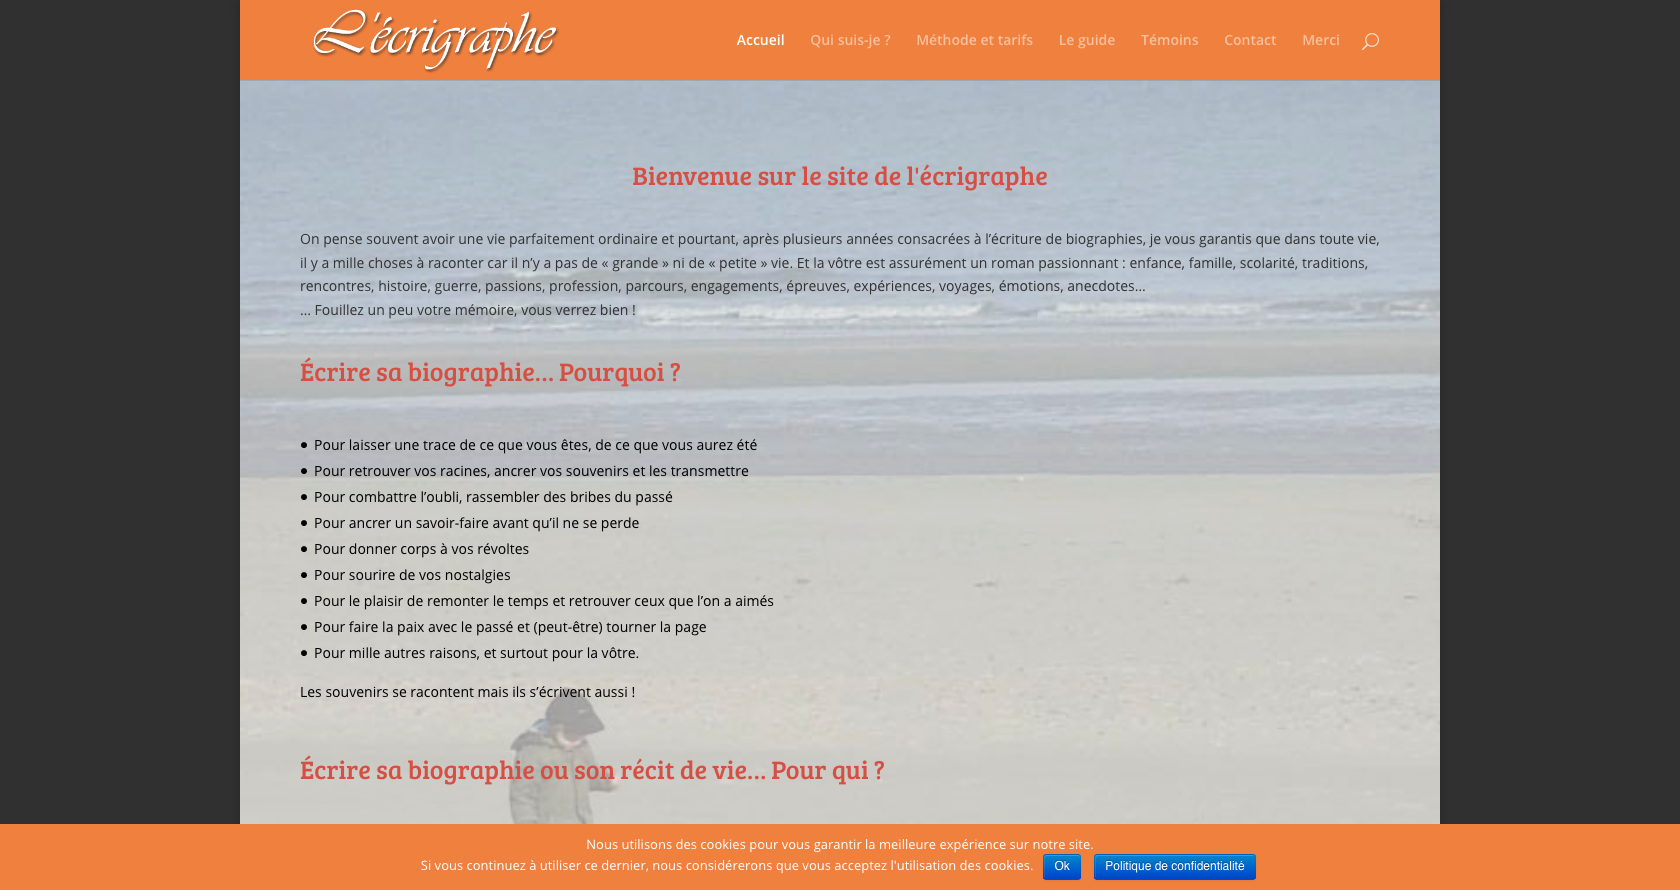 L'écrigraphe
Accueil Qui suis-je ? Méthode et tarifs Le guide Témoins Contact Merci
Bienvenue sur le site de l'écrigraphe
On pense souvent avoir une vie parfaitement ordinaire et pourtant, après plusieurs années consacrées à l’écriture de biographies, je vous garantis que dans toute vie,
il y a mille choses à raconter car il n’y a pas de « grande » ni de « petite » vie. Et la vôtre est assurément un roman passionnant : enfance, famille, scolarité, traditions,
rencontres, histoire, guerre, passions, profession, parcours, engagements, épreuves, expériences, voyages, émotions, anecdotes…
… Fouillez un peu votre mémoire, vous verrez bien !
Écrire sa biographie… Pourquoi ?
• Pour laisser une trace de ce que vous êtes, de ce que vous aurez été
• Pour retrouver vos racines, ancrer vos souvenirs et les transmettre
• Pour combattre l’oubli, rassembler des bribes du passé
• Pour ancrer un savoir-faire avant qu’il ne se perde
• Pour donner corps à vos révoltes
• Pour sourire de vos nostalgies
• Pour le plaisir de remonter le temps et retrouver ceux que l’on a aimés
• Pour faire la paix avec le passé et (peut-être) tourner la page
• Pour mille autres raisons, et surtout pour la vôtre.
Les souvenirs se racontent mais ils s’écrivent aussi !
Écrire sa biographie ou son récit de vie… Pour qui ?
Nous utilisons des cookies pour vous garantir la meilleure expérience sur notre site.
Si vous continuez à utiliser ce dernier, nous considérerons que vous acceptez l'utilisation des cookies. Ok Politique de confidentialité